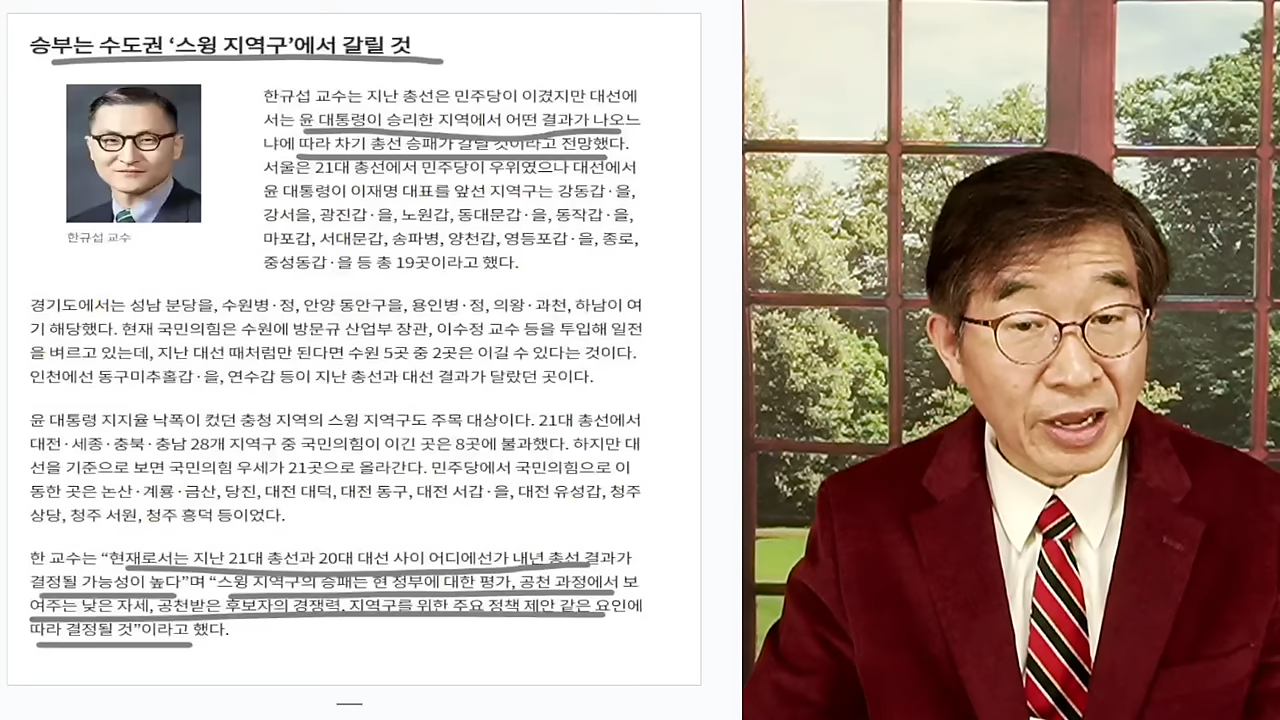 승부는 수도권 ‘스윙 지역구’에서 갈릴 것
한규섭 교수는 지난 총선은 민주당이 이겼지만 대선에
서는 윤 대통령이 승리한 지역에서 어떤 결과가 나오느
냐에 따라 차기 총선 승패가 갈릴 것이라고 전망했다.
서울은 21대 총선에서 민주당이 우위였으나 대선에서
윤 대통령이 이재명 대표를 앞선 지역구는 강동갑·을,
강서을, 광진갑·을, 노원갑, 동대문갑·을, 동작갑·을,
마포갑, 서대문갑, 송파병, 양천갑, 영등포갑·을, 종로,
중성동갑·을 등 총 19곳이라고 했다.
한규섭 교수
경기도에서는 성남 분당을, 수원병·정, 안양 동안구을, 용인병·정, 의왕·과천, 하남이 여
기 해당했다. 현재 국민의힘은 수원에 방문규 산업부 장관, 이수정 교수 등을 투입해 일전
을 벼르고 있는데, 지난 대선 때처럼만 된다면 수원 5곳 중 2곳은 이길 수 있다는 것이다.
인천에선 동구미추홀갑·을, 연수갑 등이 지난 총선과 대선 결과가 달랐던 곳이다.
윤 대통령 지지율 낙폭이 컸던 충청 지역의 스윙 지역구도 주목 대상이다. 21대 총선에서
대전·세종·충북·충남 28개 지역구 중 국민의힘이 이긴 곳은 8곳에 불과했다. 하지만 대
선을 기준으로 보면 국민의힘 우세가 21곳으로 올라간다. 민주당에서 국민의힘으로 이
동한 곳은 논산·계룡·금산, 당진, 대전 대덕, 대전 동구, 대전 서갑·을, 대전 유성갑, 청주
상당, 청주 서원, 청주 흥덕 등이었다.
한 교수는 “현재로서는 지난 21대 총선과 20대 대선 사이 어디에선가 내년 총선 결과가
결정될 가능성이 높다”며 “스윙 지역구의 승패는 현 정부에 대한 평가, 공천 과정에서 보
여주는 낮은 자세, 공천받은 후보자의 경쟁력, 지역구를 위한 주요 정책 제안 같은 요인에
따라 결정될 것”이라고 했다.